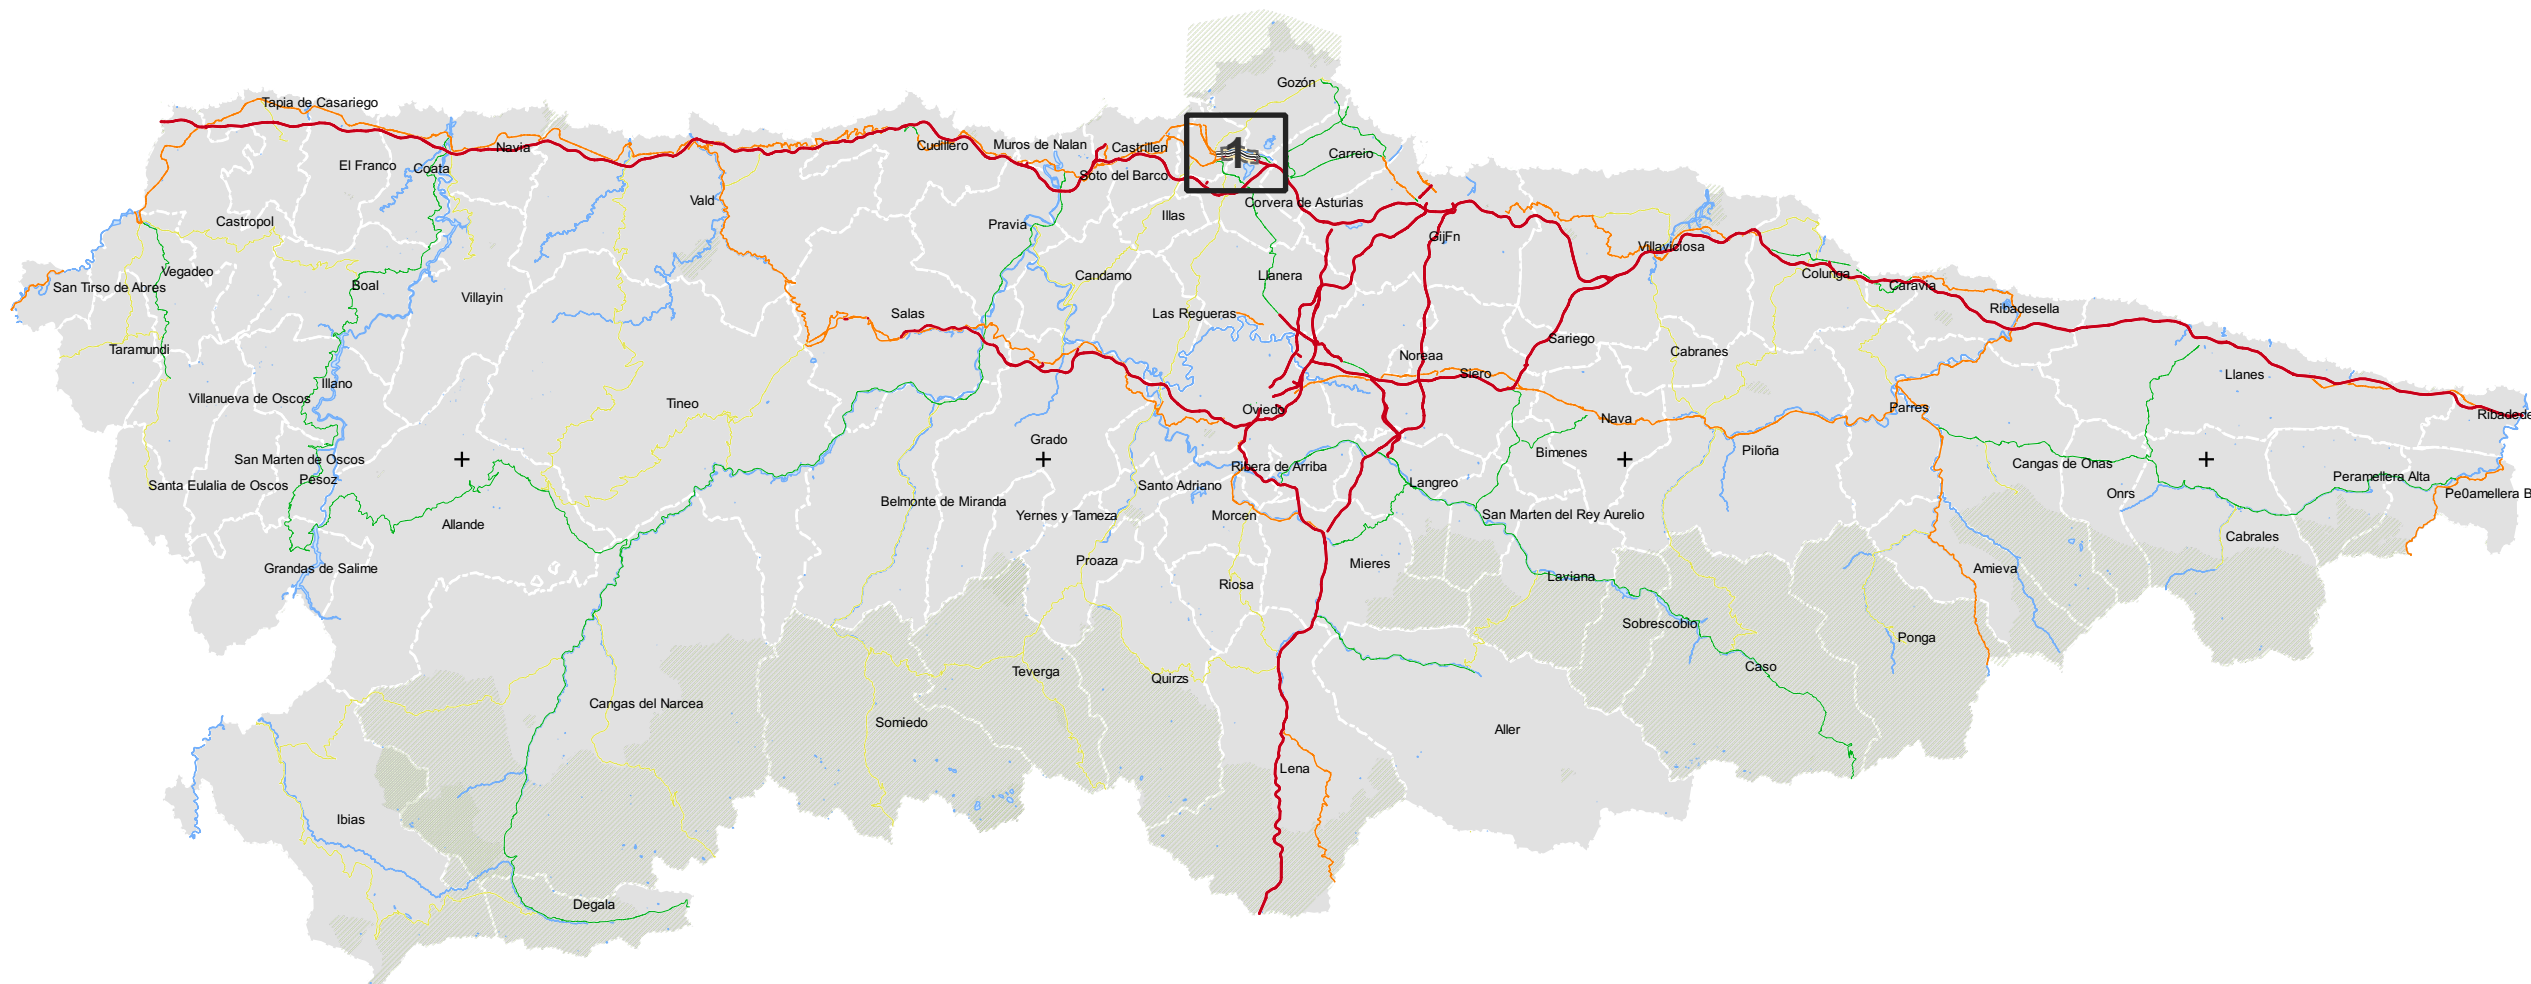 Gozón
Tapia de Casariego
Navia
Cudillero
Muros de Nalan
Castrillen
1
Carreio
El Franco
Coata
Soto del Barco
Vald
Illas
Corvera de Asturias
Castropol
Pravia
GijFn
Villaviciosa
Vegadeo
San Tirso de Abres
Boal
Villayin
Candamo
Llanera
Colunga
Caravia
Ribadesella
Salas
Las Regueras
Sariego
Taramundi
Noreaa
Cabranes
Illano
Siero
Llanes
Villanueva de Oscos
Tineo
Oviedo
Nava
Parres
Ribadede
Grado
Bimenes
Piloña
San Marten de Oscos
Pesoz
Santa Eulalia de Oscos
Ribera de Arriba
Cangas de Onas
Santo Adriano
Langreo
Peramellera Alta
Onrs
Pe0amellera B
Belmonte de Miranda
Yernes y Tameza
Morcen
San Marten del Rey Aurelio
Allande
Cabrales
Grandas de Salime
Proaza
Mieres
Amieva
Riosa
Laviana
Sobrescobio
Ponga
Teverga
Quirzs
Caso
Cangas del Narcea
Somiedo
Aller
Lena
Ibias
Degala